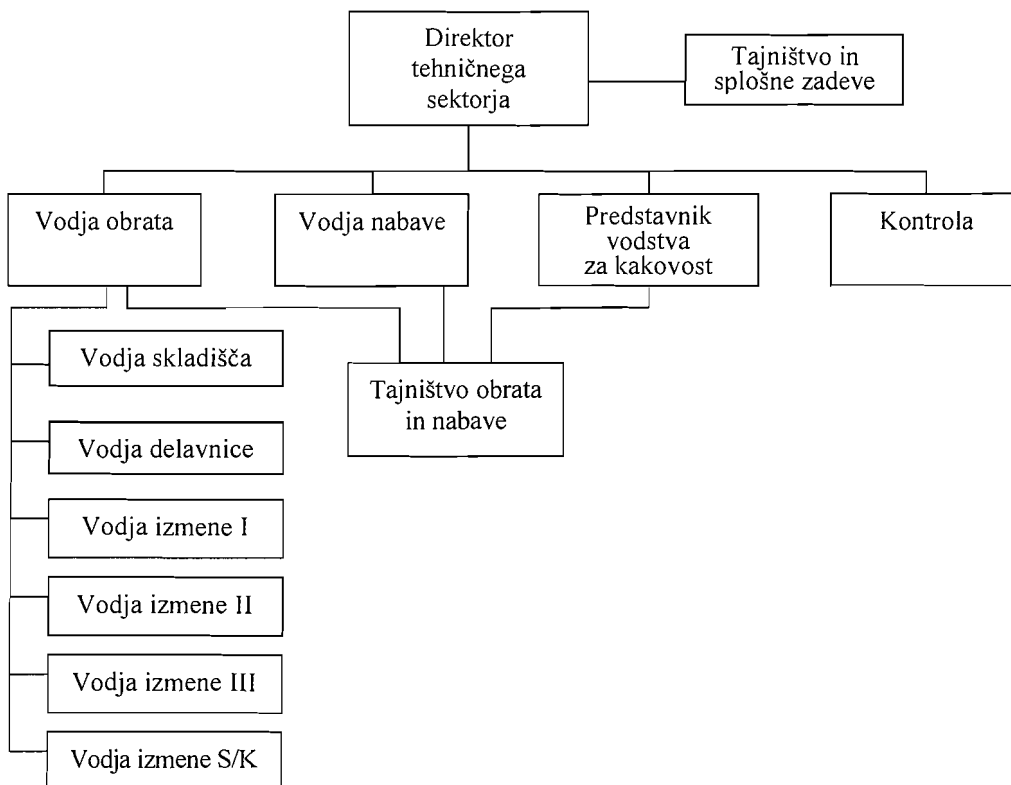 Direktor
tehničnega
sektorja
Tajništvo in
splošne zadeve
Vodja obrata
Vodja nabave
Predstavnik
vodstva
za kakovost
Kontrola
Vodja skladišča
Tajništvo obrata
in nabave
Vodja delavnice
Vodja izmene I
Vodja izmene II
Vodja izmene III
Vodja izmene S/K